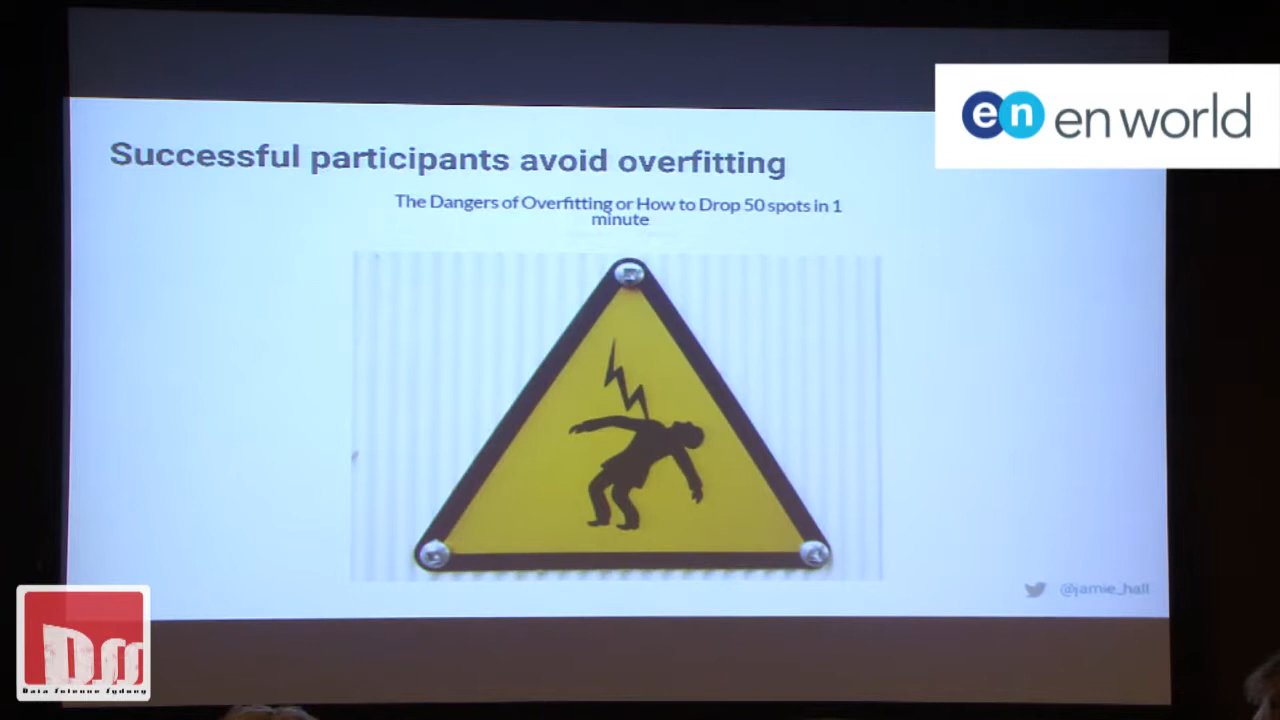 en en world
Successful participants avoid overfitting
The Dangers of Overfitting or How to Drop 50 spots in 1
minute
@jamie_hall
DSS
Data Science Sydney